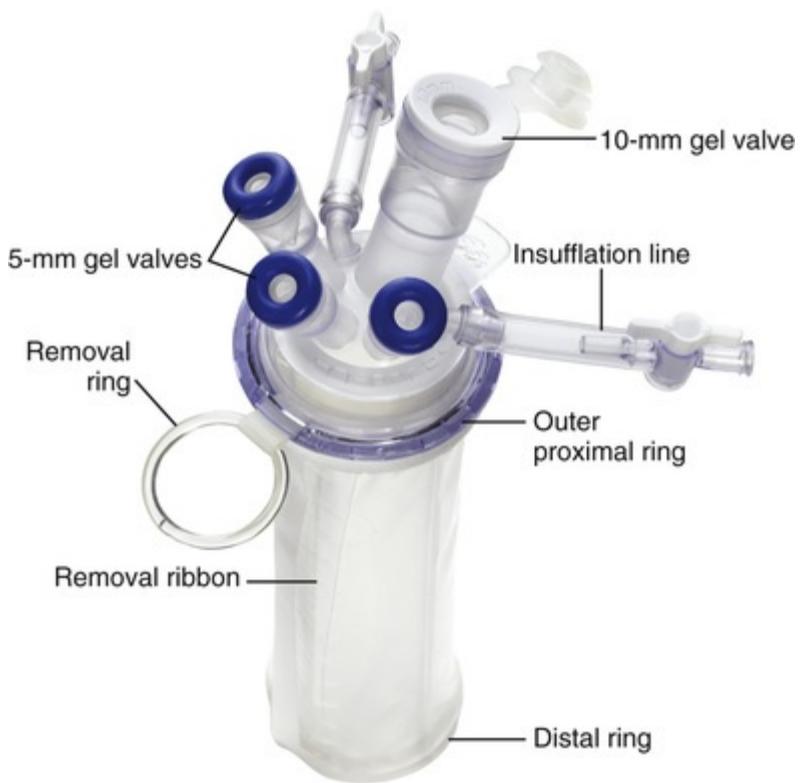 10-mm gel valve
5-mm gel valves
Insufflation line
Removal
ring
Outer
proximal ring
Removal ribbon
Distal ring